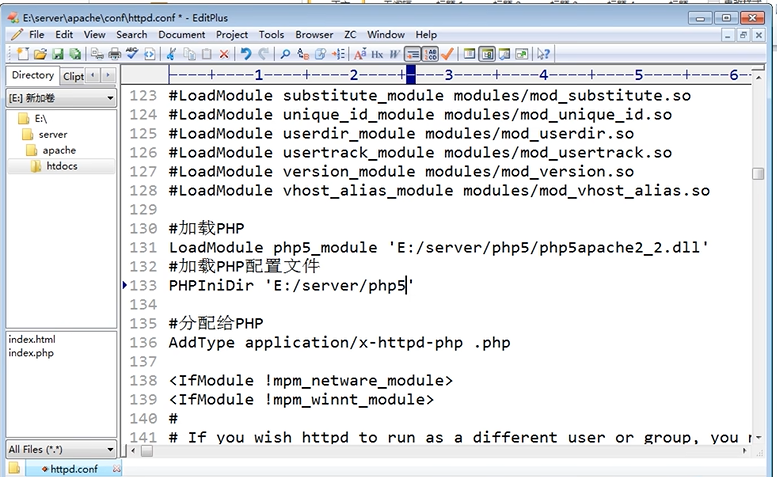 E:\server\apache\conf\httpd.conf * - EditPlus
File Edit View Search Document Project Tools Browser ZC Window Help
Directory Clipt
[E:] 新加卷
E:\
server
apache
htdocs
index.html
index.php
All Files (*.*)
----+----1----+----2----+----3----+----4----+----5----+----6--
123 #LoadModule substitute_module modules/mod_substitute.so
124 #LoadModule unique_id_module modules/mod_unique_id.so
125 #LoadModule userdir_module modules/mod_userdir.so
126 #LoadModule usertrack_module modules/mod_usertrack.so
127 #LoadModule version_module modules/mod_version.so
128 #LoadModule vhost_alias_module modules/mod_vhost_alias.so
129
130 #加载PHP
131 LoadModule php5_module 'E:/server/php5/php5apache2_2.dll'
132 #加载PHP配置文件
133 PHPIniDir 'E:/server/php5'
134
135 #分配给PHP
136 AddType application/x-httpd-php .php
137
138 <IfModule !mpm_netware_module>
139 <IfModule !mpm_winnt_module>
140 #
141 # If you wish httpd to run as a different user or group, you
httpd.conf